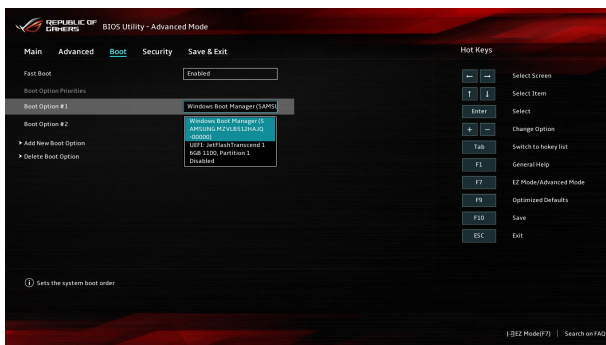 REPUBLIC OF
GAMERS
BIOS Utility - Advanced Mode
Main Advanced Boot Security Save & Exit
Hot Keys
Fast Boot Enabled
Boot Option Priorities
Boot Option #1 Windows Boot Manager (SAMSU
Boot Option #2
Windows Boot Manager (S
AMSUNG MZVLB512HAJQ
-00000)
UEFI: JetFlashTranscend 1
6GB 1100, Partition 1
Disabled
> Add New Boot Option
> Delete Boot Option
← → Select Screen
↑ ↓ Select Item
Enter Select
+ − Change Option
Tab Switch to hokey list
F1 General Help
F7 EZ Mode/Advanced Mode
F9 Optimized Defaults
F10 Save
ESC Exit
i Sets the system boot order
EZ Mode(F7) | Search on FAQ